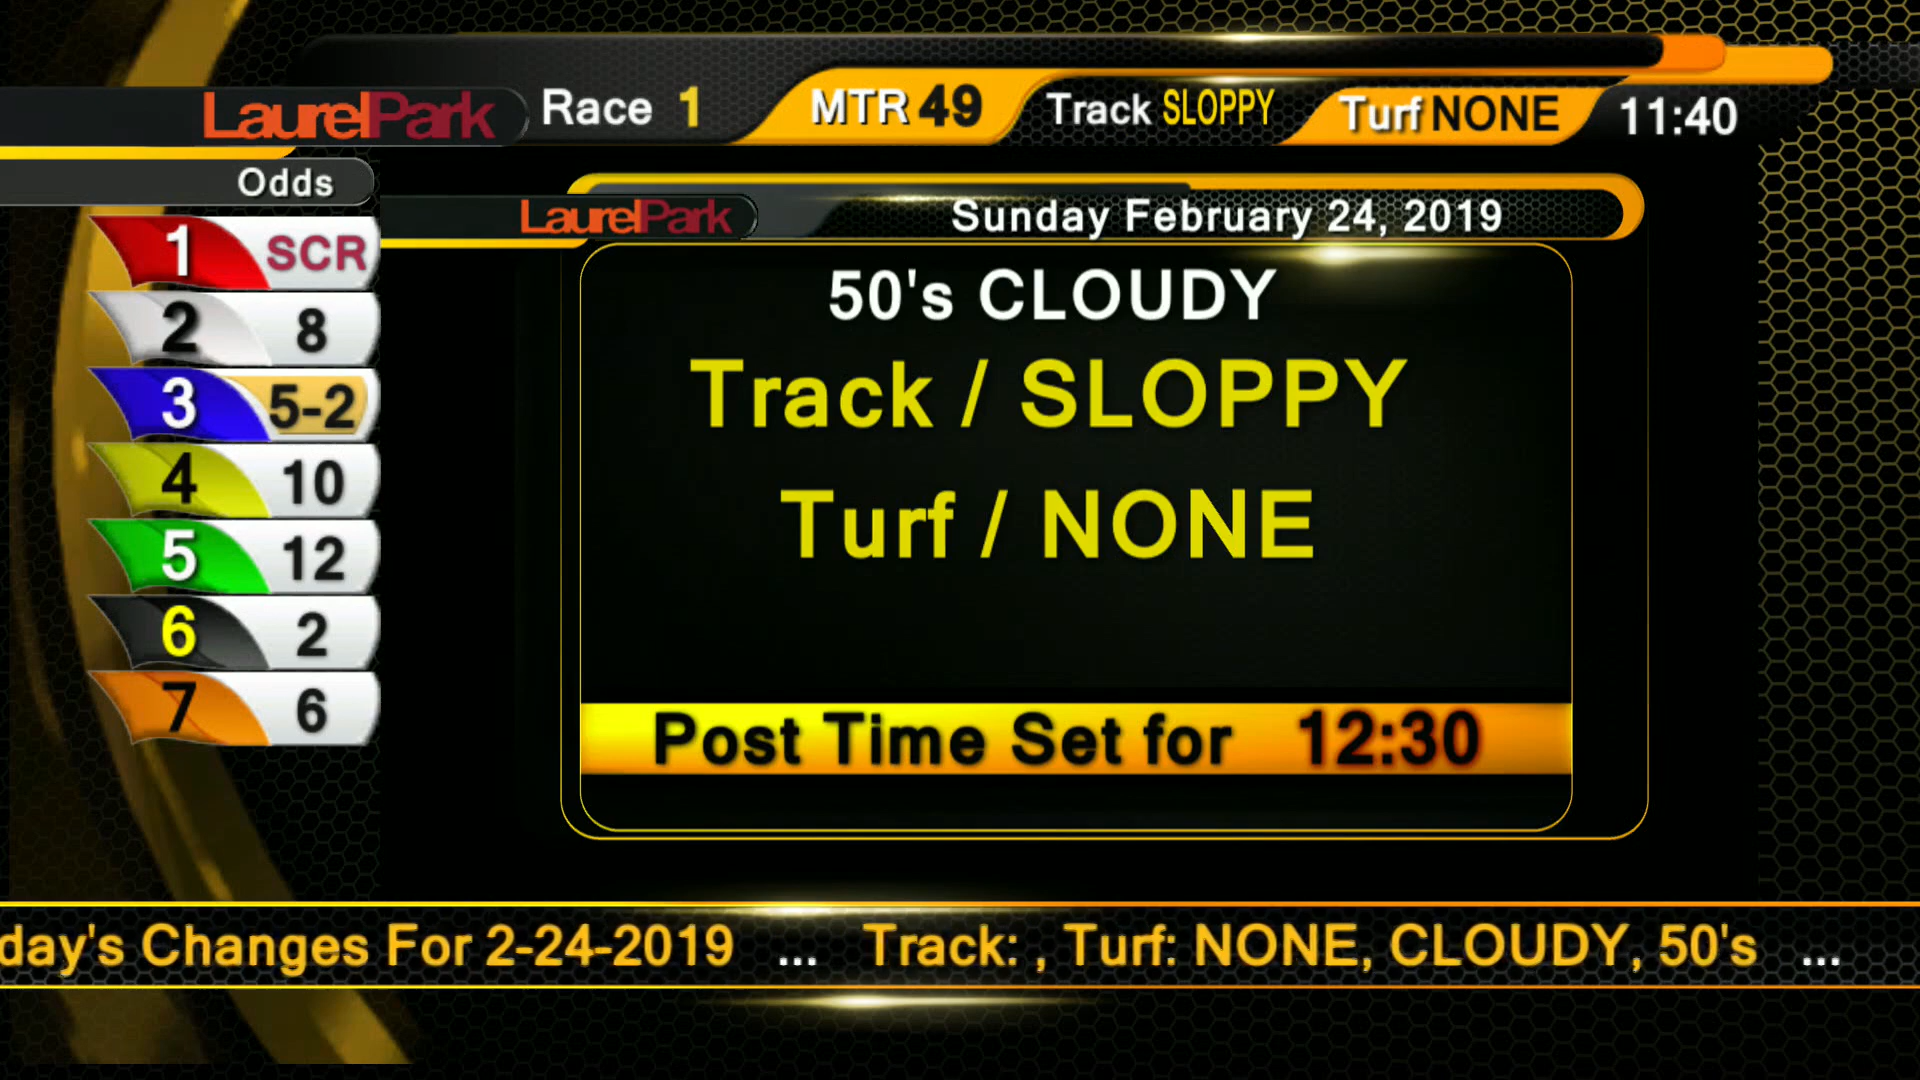 LaurelPark Race 1 MTR 49 Track SLOPPY Turf NONE 11:40
Odds
1 SCR
2 8
3 5-2
4 10
5 12
6 2
7 6
LaurelPark Sunday February 24, 2019
50's CLOUDY
Track / SLOPPY
Turf / NONE
Post Time Set for 12:30
day's Changes For 2-24-2019 ... Track: , Turf: NONE, CLOUDY, 50's ...